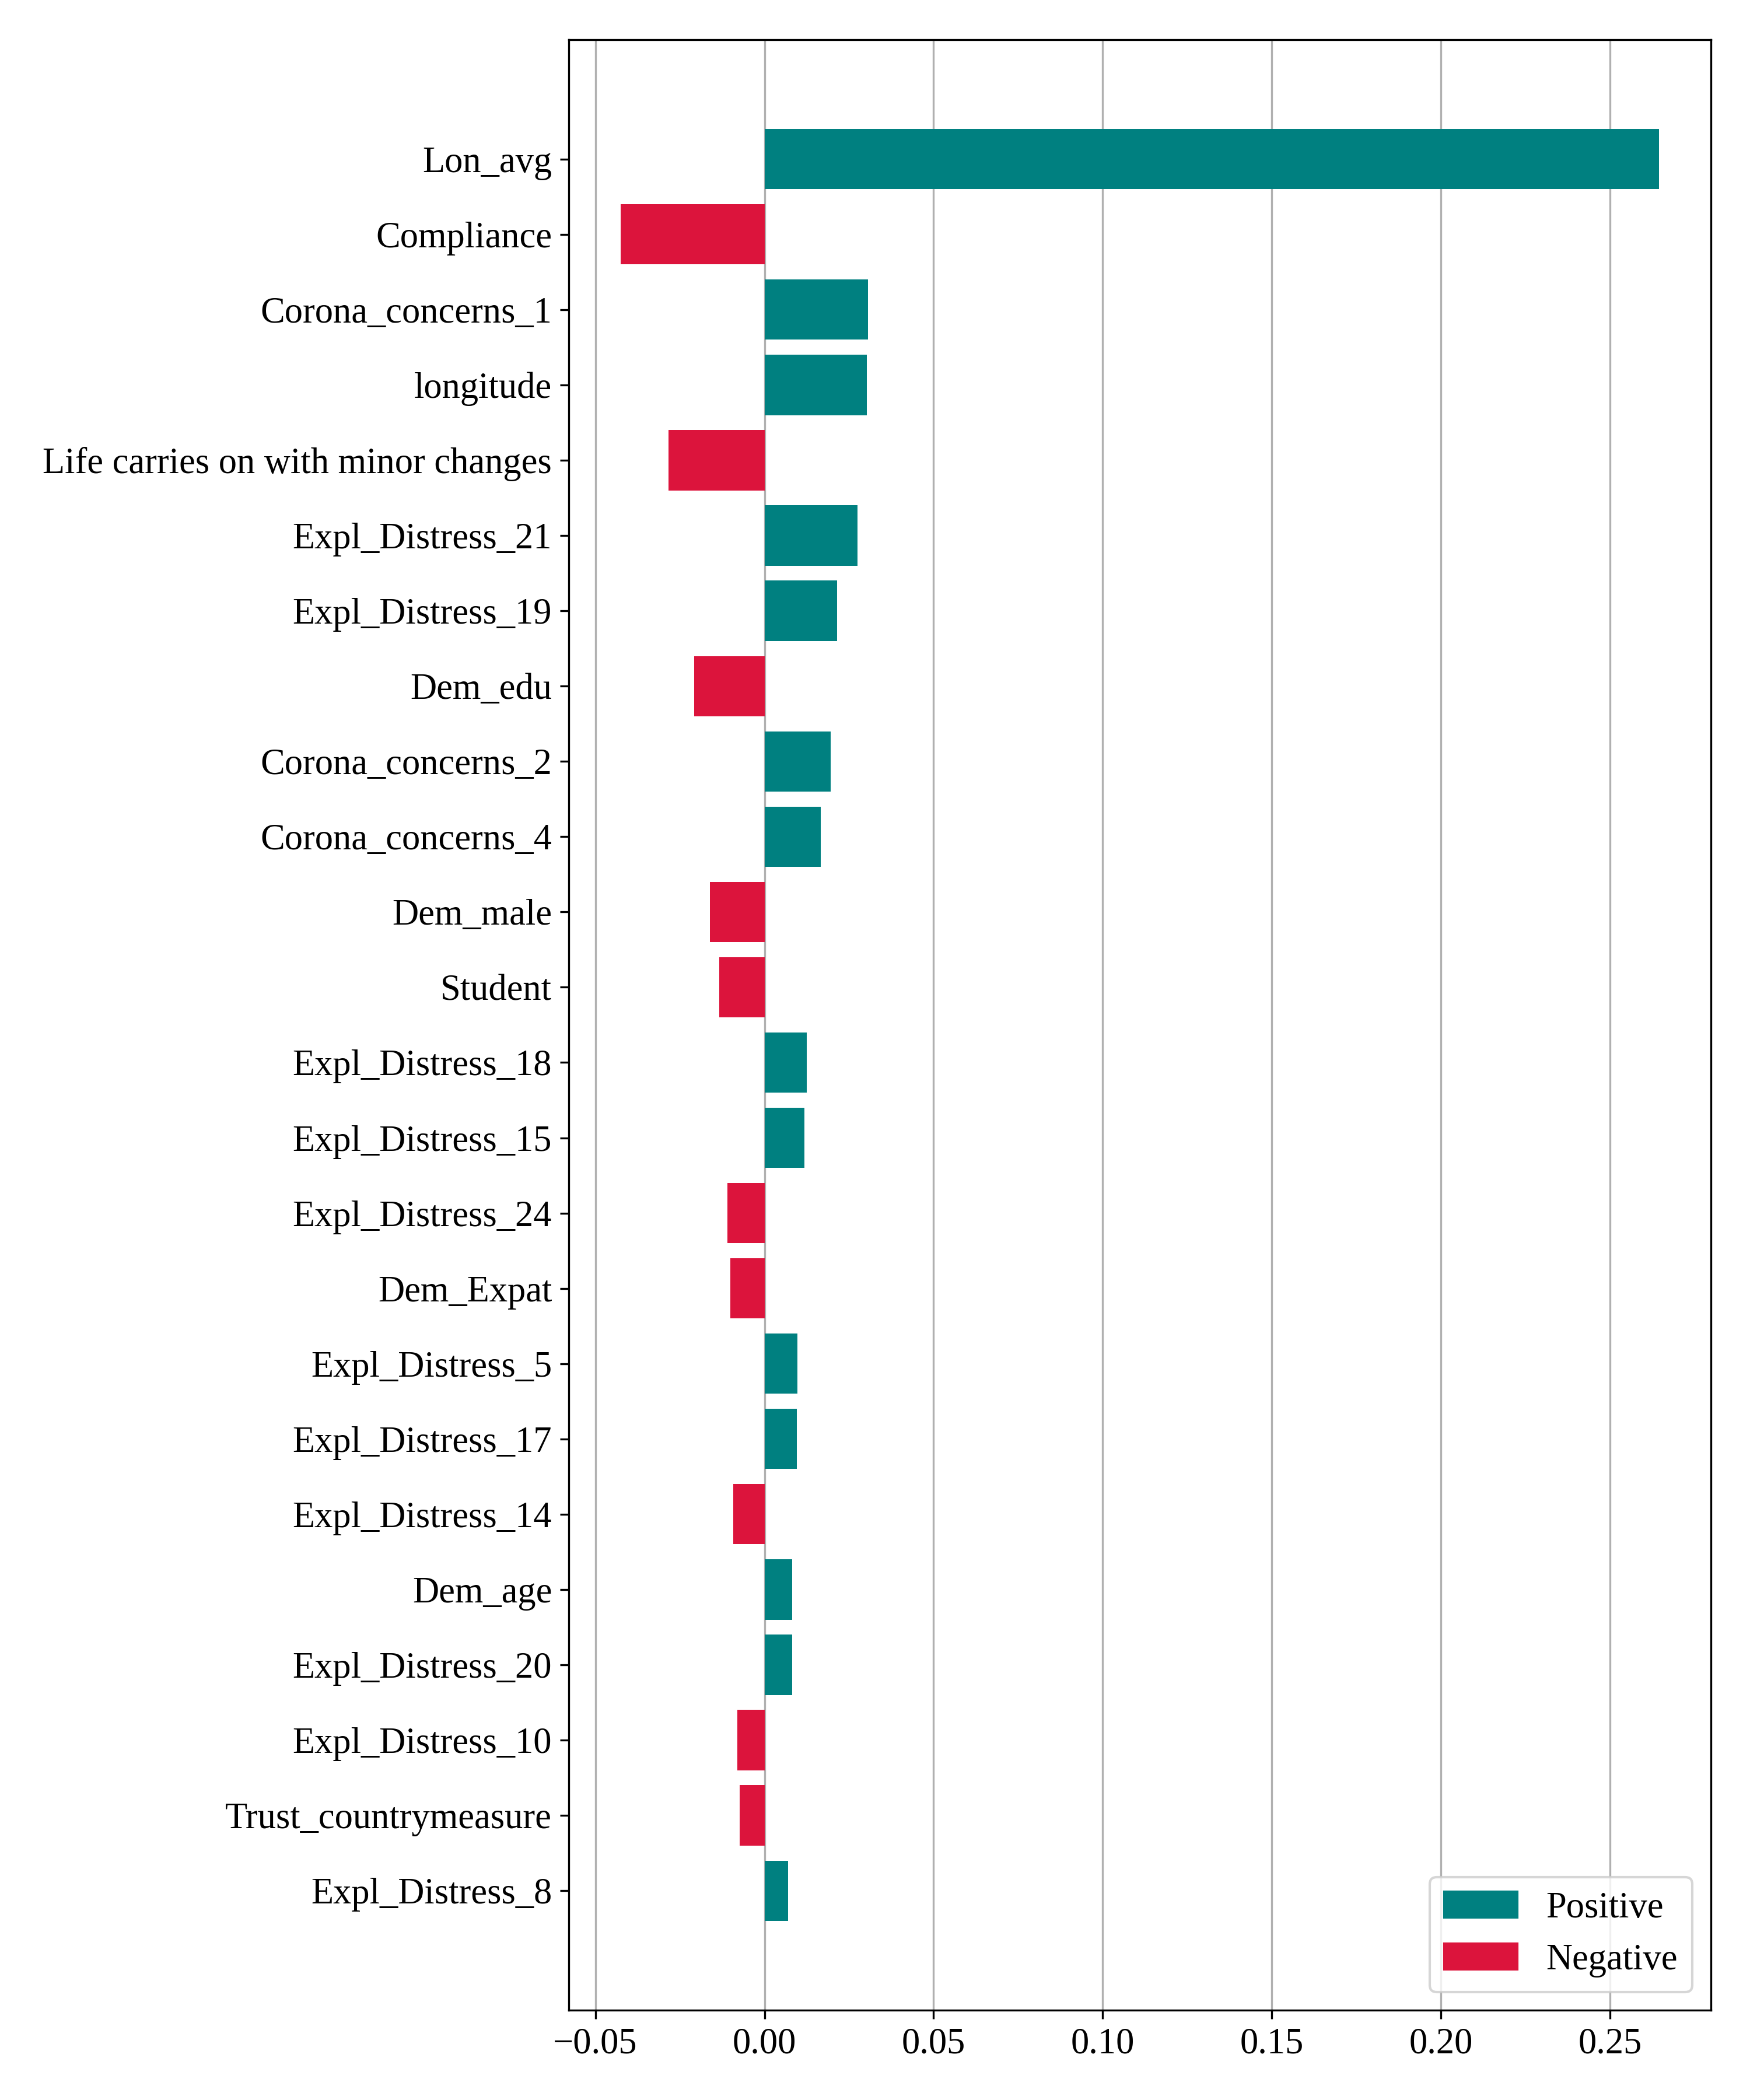 Lon_avg
Compliance
Corona_concerns_1
longitude
Life carries on with minor changes
Expl_Distress_21
Expl_Distress_19
Dem_edu
Corona_concerns_2
Corona_concerns_4
Dem_male
Student
Expl_Distress_18
Expl_Distress_15
Expl_Distress_24
Dem_Expat
Expl_Distress_5
Expl_Distress_17
Expl_Distress_14
Dem_age
Expl_Distress_20
Expl_Distress_10
Trust_countrymeasure
Expl_Distress_8
Positive
Negative
−0.05 0.00 0.05 0.10 0.15 0.20 0.25